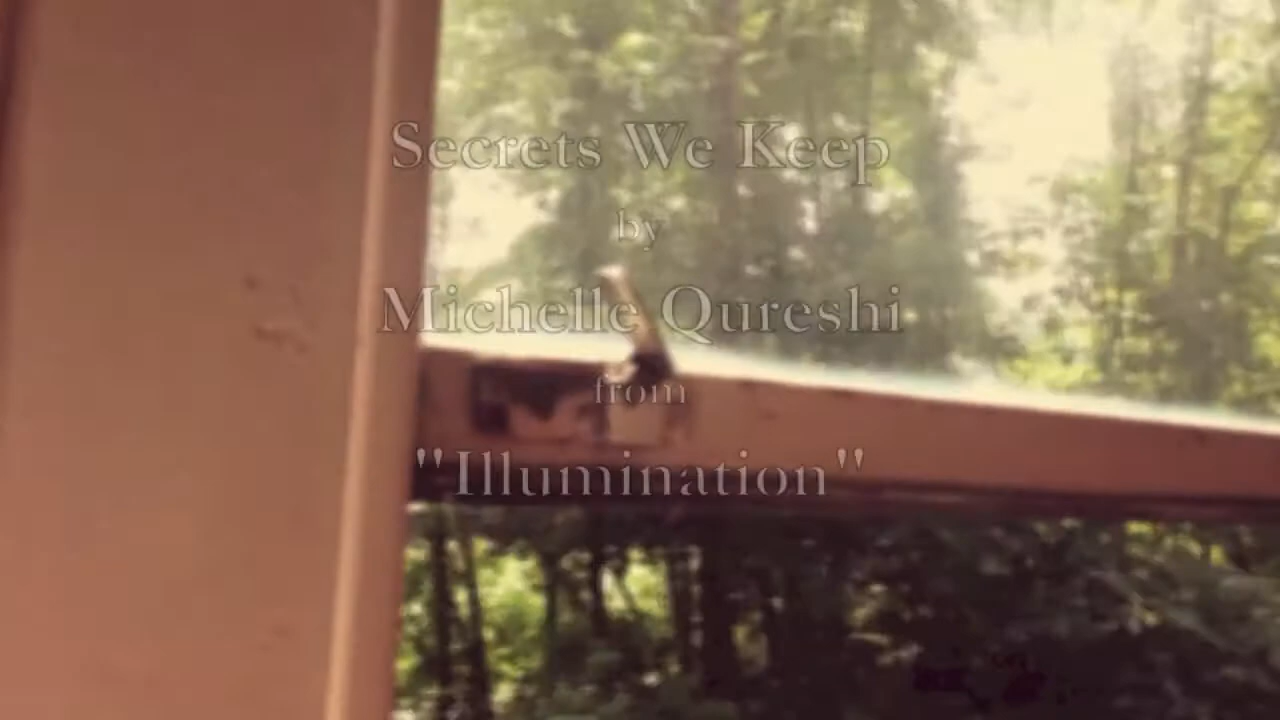 Secrets We Keep
by
Michelle Qureshi
from
"Illumination"